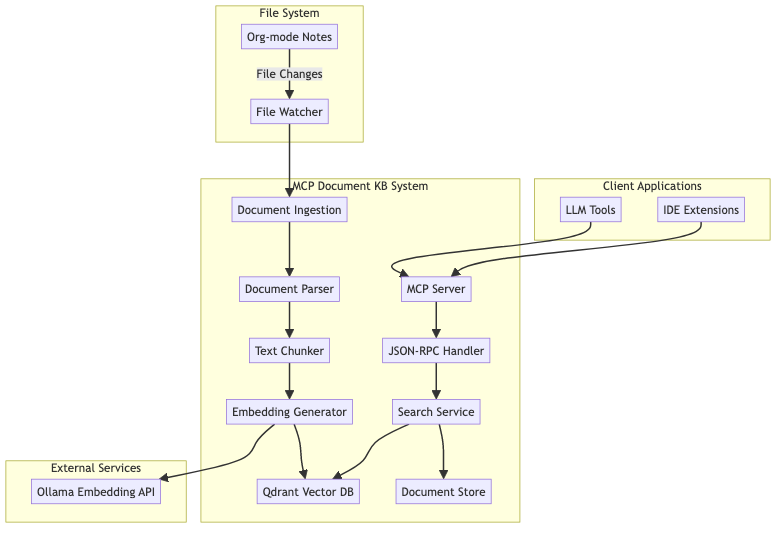 File System
Org-mode Notes
File Changes
File Watcher
MCP Document KB System
Client Applications
Document Ingestion
LLM Tools
IDE Extensions
Document Parser
MCP Server
Text Chunker
JSON-RPC Handler
Embedding Generator
Search Service
External Services
Ollama Embedding API
Qdrant Vector DB
Document Store